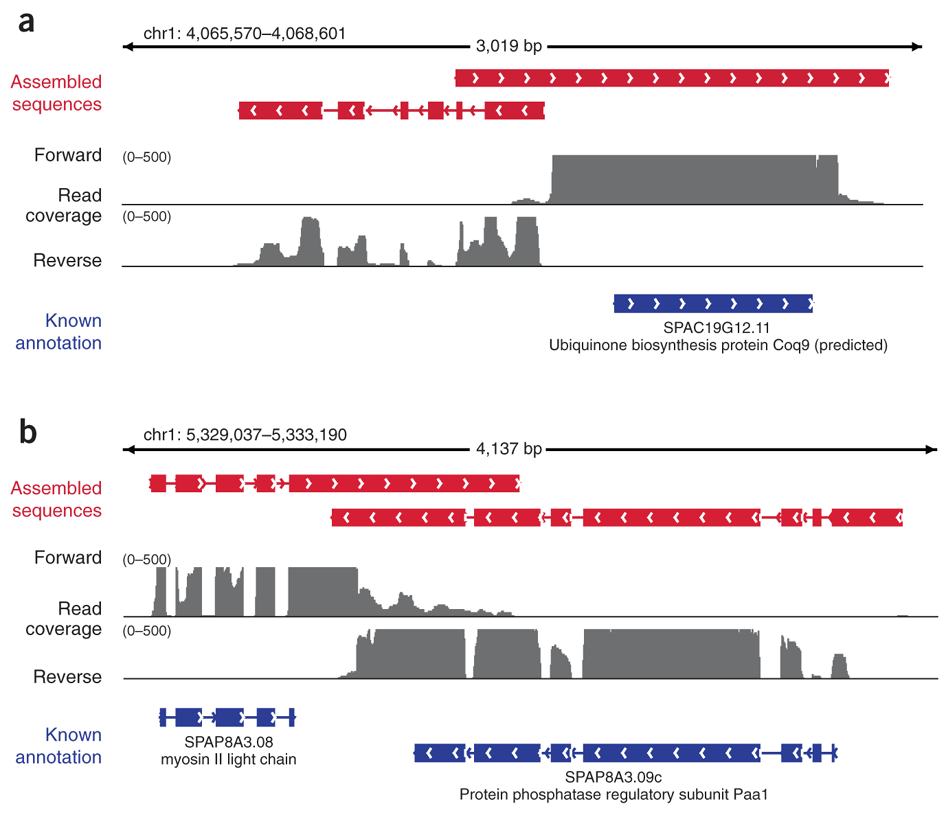 a
chr1: 4,065,570–4,068,601
3,019 bp
Assembled
sequences
Forward
(0–500)
Read
coverage
(0–500)
Reverse
Known
annotation
SPAC19G12.11
Ubiquinone biosynthesis protein Coq9 (predicted)
b
chr1: 5,329,037–5,333,190
4,137 bp
Assembled
sequences
Forward
(0–500)
Read
coverage
(0–500)
Reverse
Known
annotation
SPAP8A3.08
myosin II light chain
SPAP8A3.09c
Protein phosphatase regulatory subunit Paa1